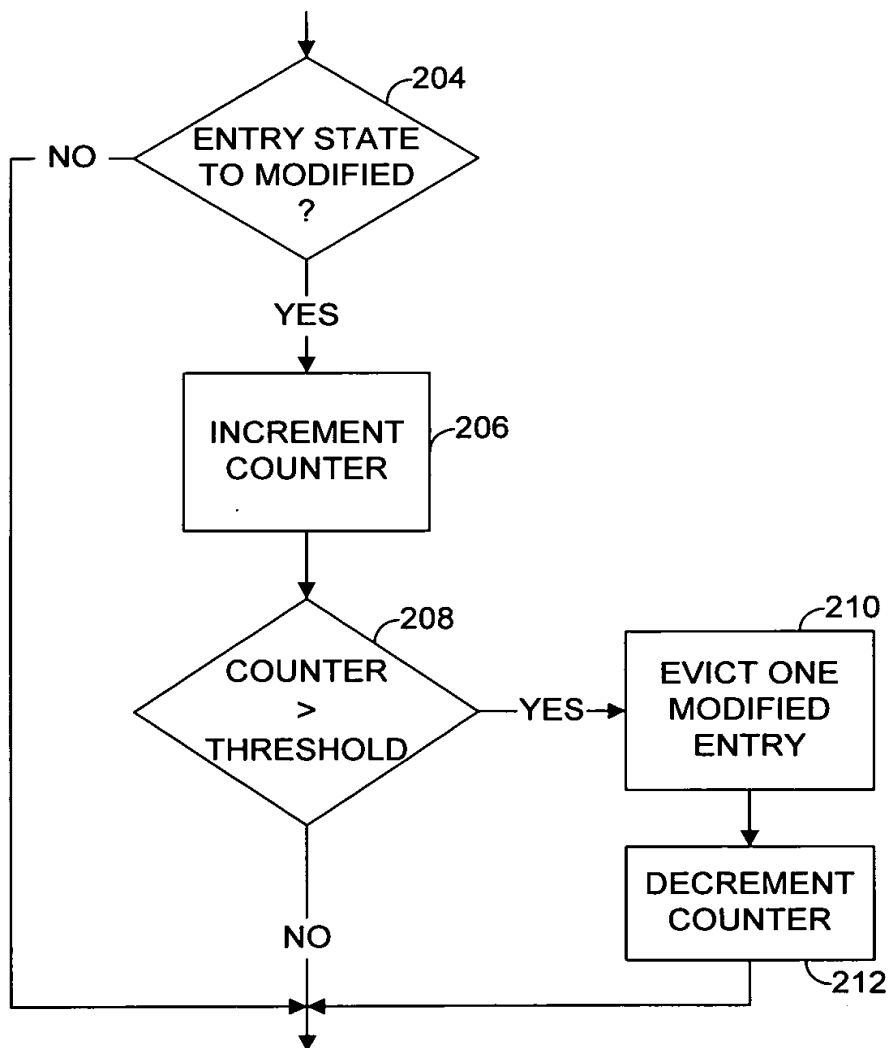 204
ENTRY STATE
TO MODIFIED
?
NO
YES
INCREMENT
COUNTER
206
208
COUNTER
>
THRESHOLD
YES
210
EVICT ONE
MODIFIED
ENTRY
DECREMENT
COUNTER
212
NO